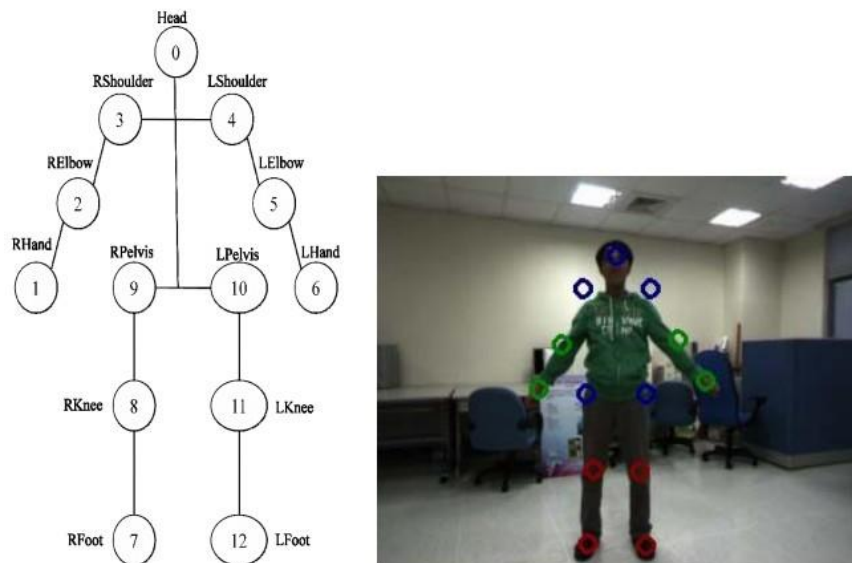 Head
0
RShoulder
LShoulder
3
4
RElbow
LElbow
2
5
RHand
RPelvis
LPelvis
LHand
1
9
10
6
RKnee
8
11
LKnee
RFoot
7
12
LFoot